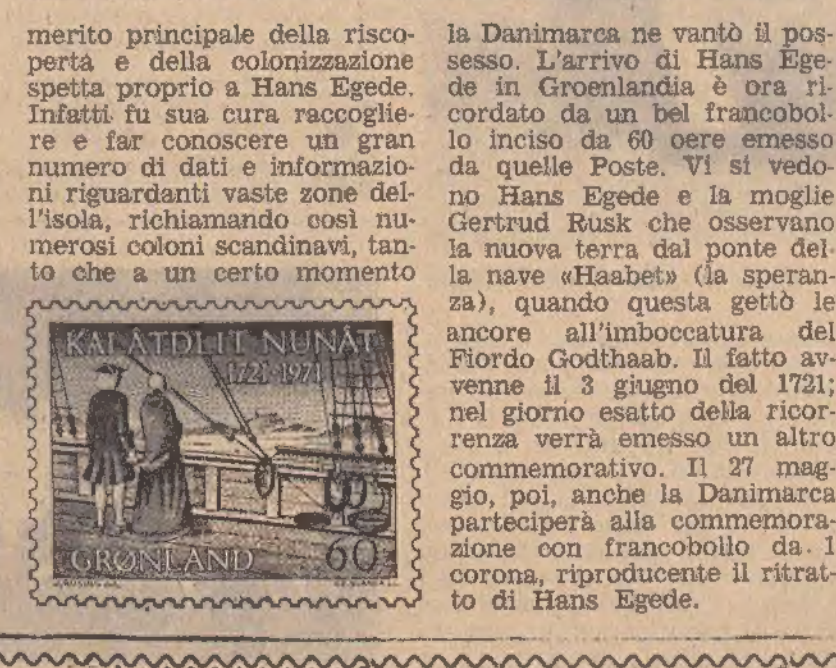 merito principale della risco-
perta e della colonizzazione
spetta proprio a Hans Egede.
Infatti fu sua cura raccoglie-
re e far conoscere un gran
numero di dati e informazio-
ni riguardanti vaste zone del-
l'isola, richiamando così nu-
merosi coloni scandinavi, tan-
to che a un certo momento
KALÂTDLIT NUNÂT
1721-1971
GRØNLAND 60
la Danimarca ne vantò il pos-
sesso. L'arrivo di Hans Ege-
de in Groenlandia è ora ri-
cordato da un bel francobol-
lo inciso da 60 oere emesso
da quelle Poste. Vi si vedo-
no Hans Egede e la moglie
Gertrud Rusk che osservano
la nuova terra dal ponte del-
la nave «Haabet» (la speran-
za), quando questa gettò le
ancore all'imboccatura del
Fiordo Godthaab. Il fatto av-
venne il 3 giugno del 1721;
nel giorno esatto della ricor-
renza verrà emesso un altro
commemorativo. Il 27 mag-
gio, poi, anche la Danimarca
parteciperà alla commemora-
zione con francobollo da 1
corona, riproducente il ritrat-
to di Hans Egede.